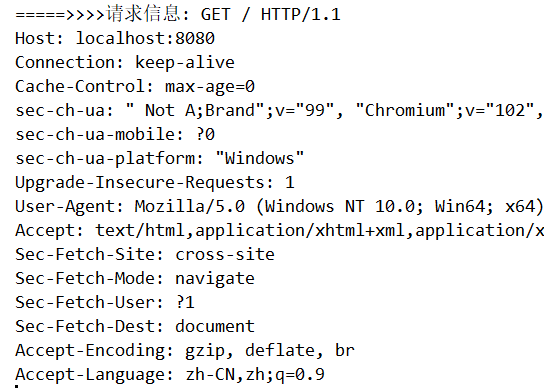 =====>>>>请求信息: GET / HTTP/1.1
Host: localhost:8080
Connection: keep-alive
Cache-Control: max-age=0
sec-ch-ua: " Not A;Brand";v="99", "Chromium";v="102",
sec-ch-ua-mobile: ?0
sec-ch-ua-platform: "Windows"
Upgrade-Insecure-Requests: 1
User-Agent: Mozilla/5.0 (Windows NT 10.0; Win64; x64)
Accept: text/html,application/xhtml+xml,application/x
Sec-Fetch-Site: cross-site
Sec-Fetch-Mode: navigate
Sec-Fetch-User: ?1
Sec-Fetch-Dest: document
Accept-Encoding: gzip, deflate, br
Accept-Language: zh-CN,zh;q=0.9